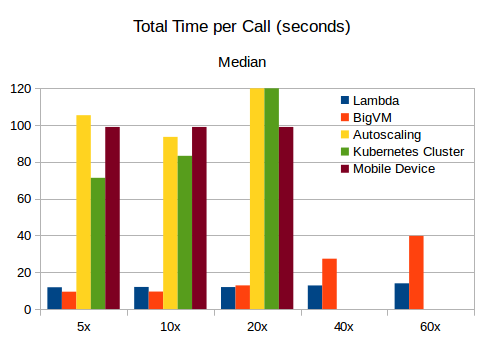 Total Time per Call (seconds)
Median
120
100
80
60
40
20
0
Lambda
BigVM
Autoscaling
Kubernetes Cluster
Mobile Device
5x 10x 20x 40x 60x